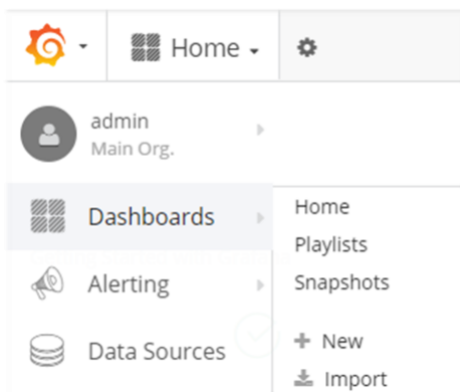 Home
admin
Main Org.
Dashboards
Home
Playlists
Snapshots
Alerting
New
Data Sources
Import